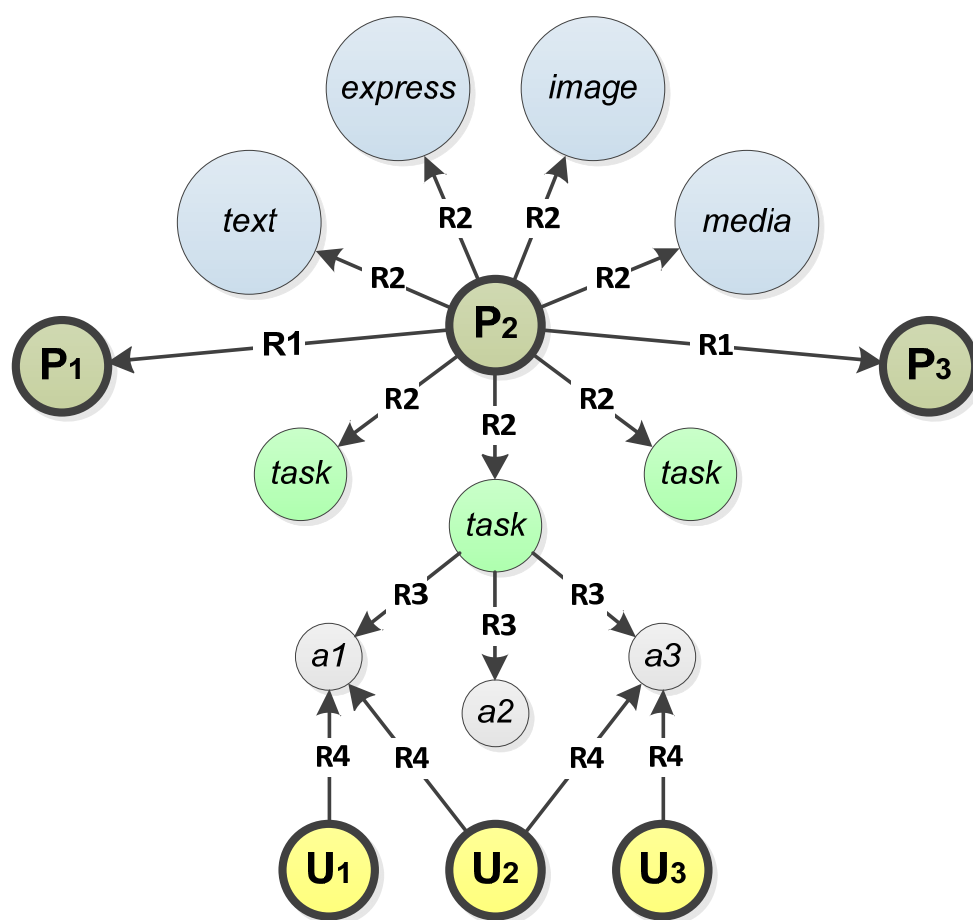 express
image
text
media
R2
R2
R2
R2
P2
P1
R1
R1
P3
R2
R2
R2
task
task
task
R3
R3
R3
a1
a3
a2
R4
R4
R4
R4
U1
U2
U3